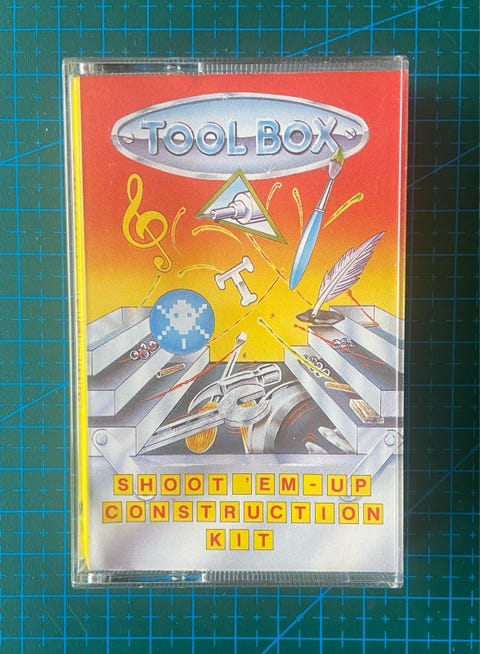 TOOL BOX
T
SHOOT 'EM-UP
CONSTRUCTION
KIT